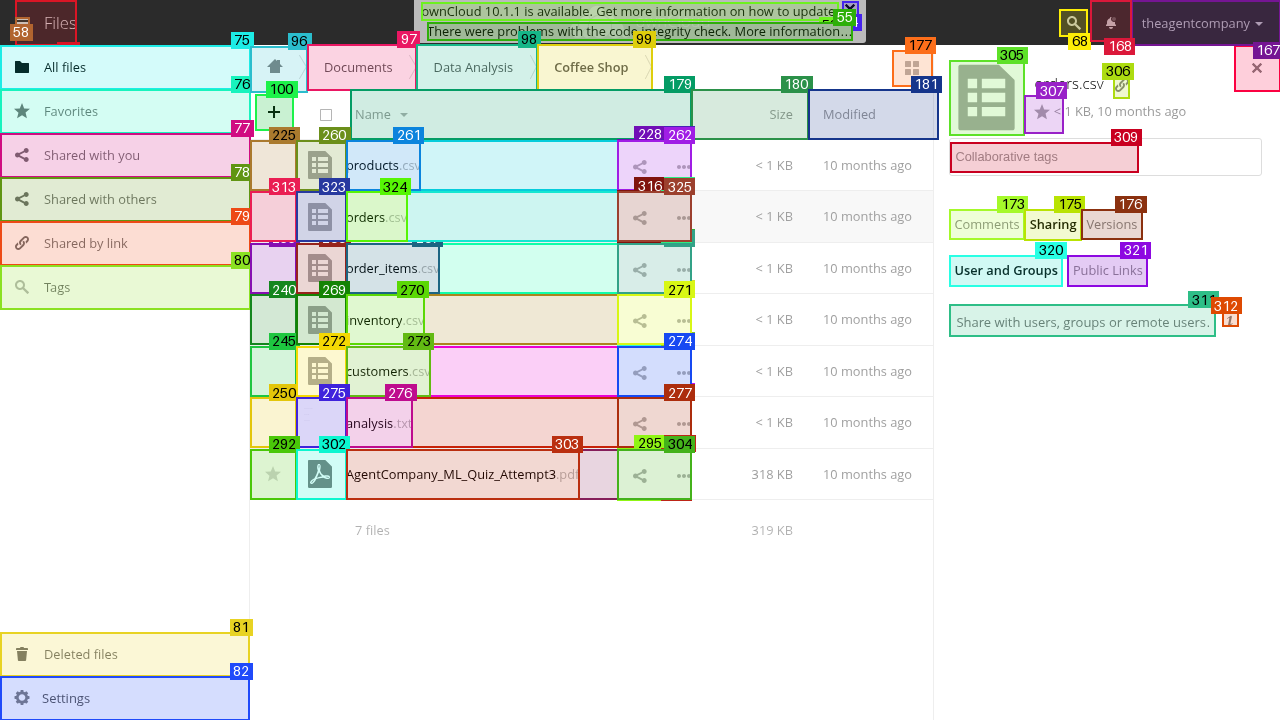 Files
ownCloud 10.1.1 is available. Get more information on how to update
There were problems with the code integrity check. More information...
theagentcompany
55
58
68
168
167
75
All files
76
Favorites
77
Shared with you
78
Shared with others
79
Shared by link
80
Tags
81
Deleted files
82
Settings
96
97
Documents
98
Data Analysis
99
Coffee Shop
177
100
179
Name
180
Size
181
Modified
225
260
261
228
262
products.csv
< 1 KB
10 months ago
313
323
324
316
325
orders.csv
< 1 KB
10 months ago
order_items.csv
< 1 KB
10 months ago
240
269
270
271
inventory.csv
< 1 KB
10 months ago
245
272
273
274
customers.csv
< 1 KB
10 months ago
250
275
276
277
analysis.txt
< 1 KB
10 months ago
292
302
303
295
304
AgentCompany_ML_Quiz_Attempt3.pdf
318 KB
10 months ago
7 files
319 KB
305
306
orders.csv
307
< 1 KB, 10 months ago
309
Collaborative tags
173
Comments
175
Sharing
176
Versions
320
User and Groups
321
Public Links
311
312
Share with users, groups or remote users.